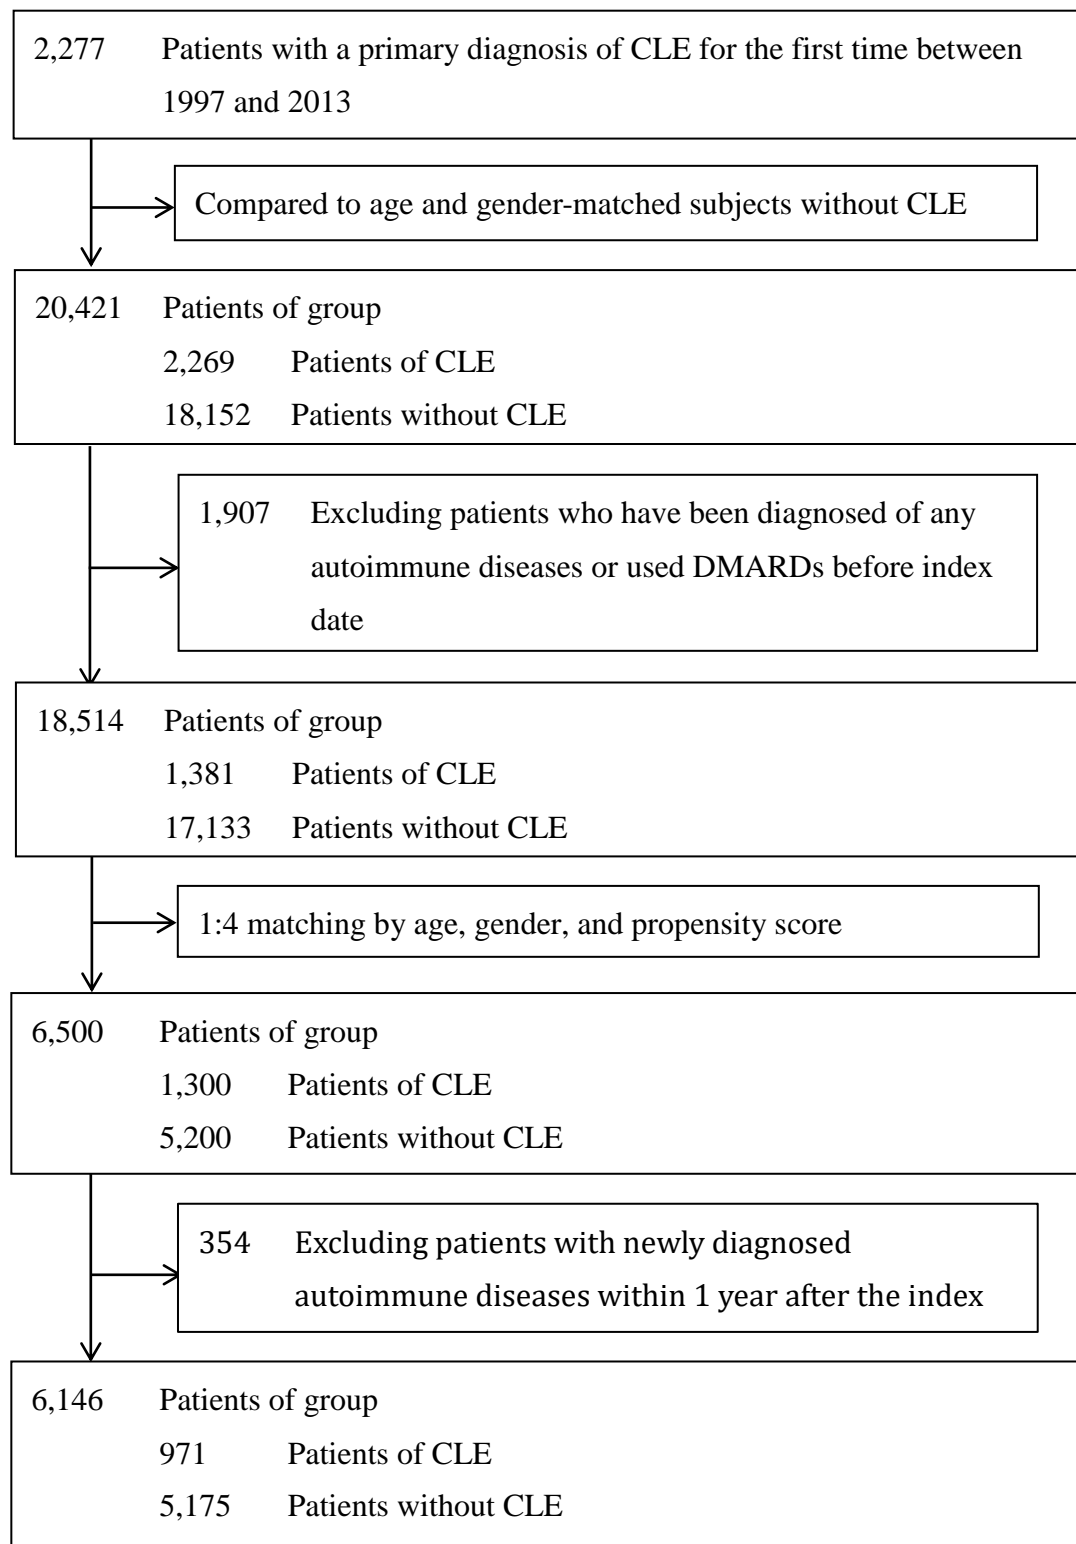 2,277 Patients with a primary diagnosis of CLE for the first time between
1997 and 2013
Compared to age and gender-matched subjects without CLE
20,421 Patients of group
2,269 Patients of CLE
18,152 Patients without CLE
1,907 Excluding patients who have been diagnosed of any
autoimmune diseases or used DMARDs before index
date
18,514 Patients of group
1,381 Patients of CLE
17,133 Patients without CLE
1:4 matching by age, gender, and propensity score
6,500 Patients of group
1,300 Patients of CLE
5,200 Patients without CLE
354 Excluding patients with newly diagnosed
autoimmune diseases within 1 year after the index
6,146 Patients of group
971 Patients of CLE
5,175 Patients without CLE